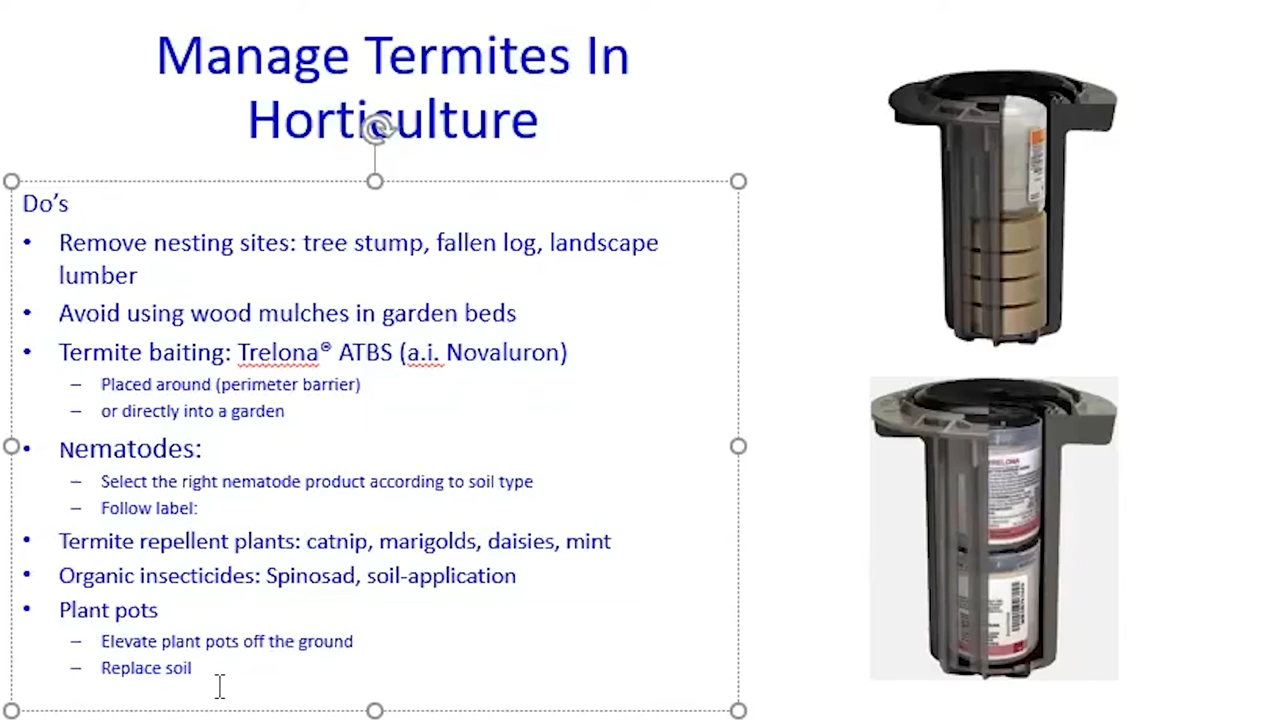 Manage Termites In
Horticulture
Do’s
• Remove nesting sites: tree stump, fallen log, landscape
lumber
• Avoid using wood mulches in garden beds
• Termite baiting: Trelona® ATBS (a.i. Novaluron)
– Placed around (perimeter barrier)
– or directly into a garden
• Nematodes:
– Select the right nematode product according to soil type
– Follow label:
• Termite repellent plants: catnip, marigolds, daisies, mint
• Organic insecticides: Spinosad, soil-application
• Plant pots
– Elevate plant pots off the ground
– Replace soil
TRELONA